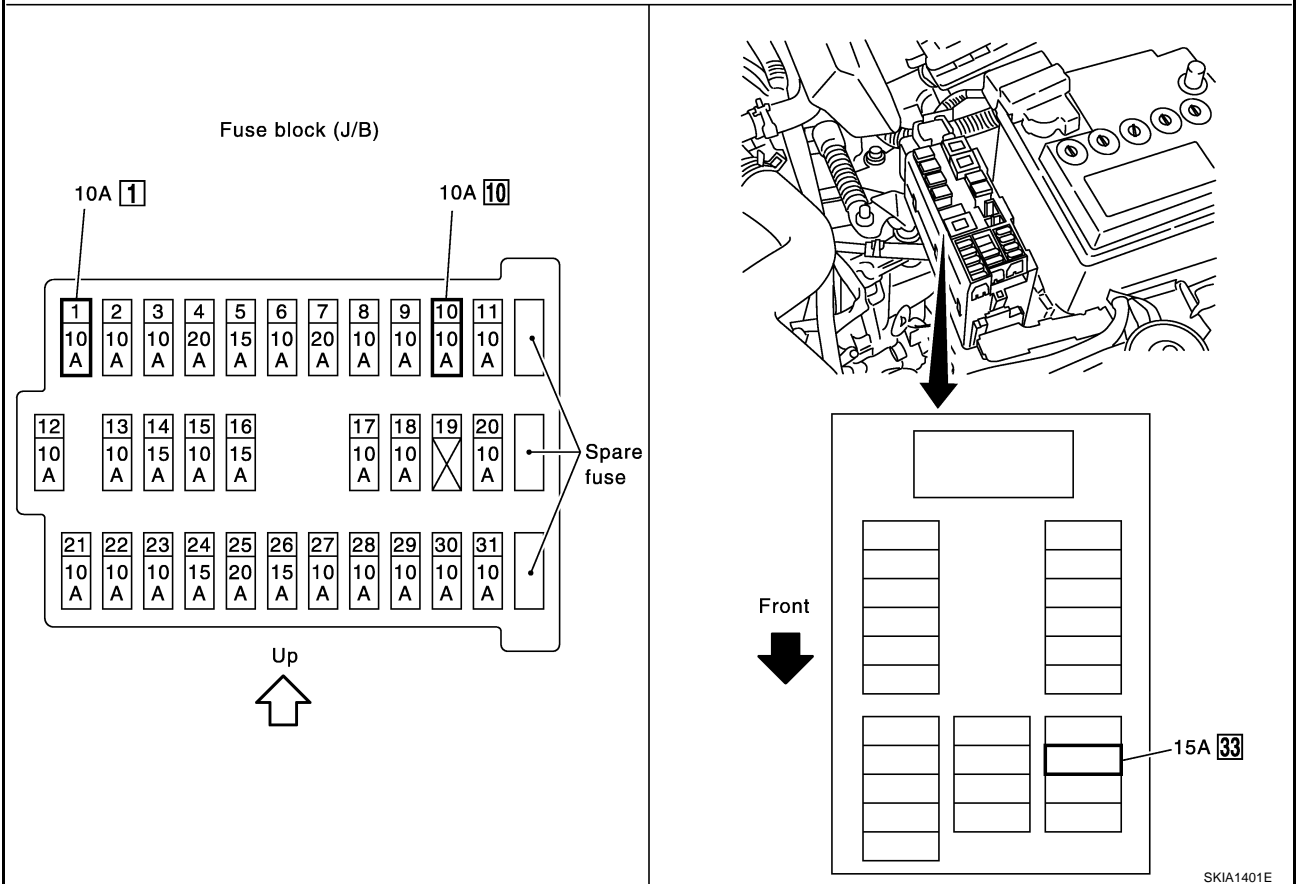 Fuse block (J/B)
10A 1
10A 10
1 2 3 4 5 6 7 8 9 10 11
10 10 10 20 15 10 20 10 10 10 10
A A A A A A A A A A A
12 13 14 15 16 17 18 19 20
10 10 15 10 15 10 10 10
A A A A A A A A
Spare
fuse
21 22 23 24 25 26 27 28 29 30 31
10 10 10 15 20 15 10 10 10 10 10
A A A A A A A A A A A
Up
Front
15A 33
SKIA1401E